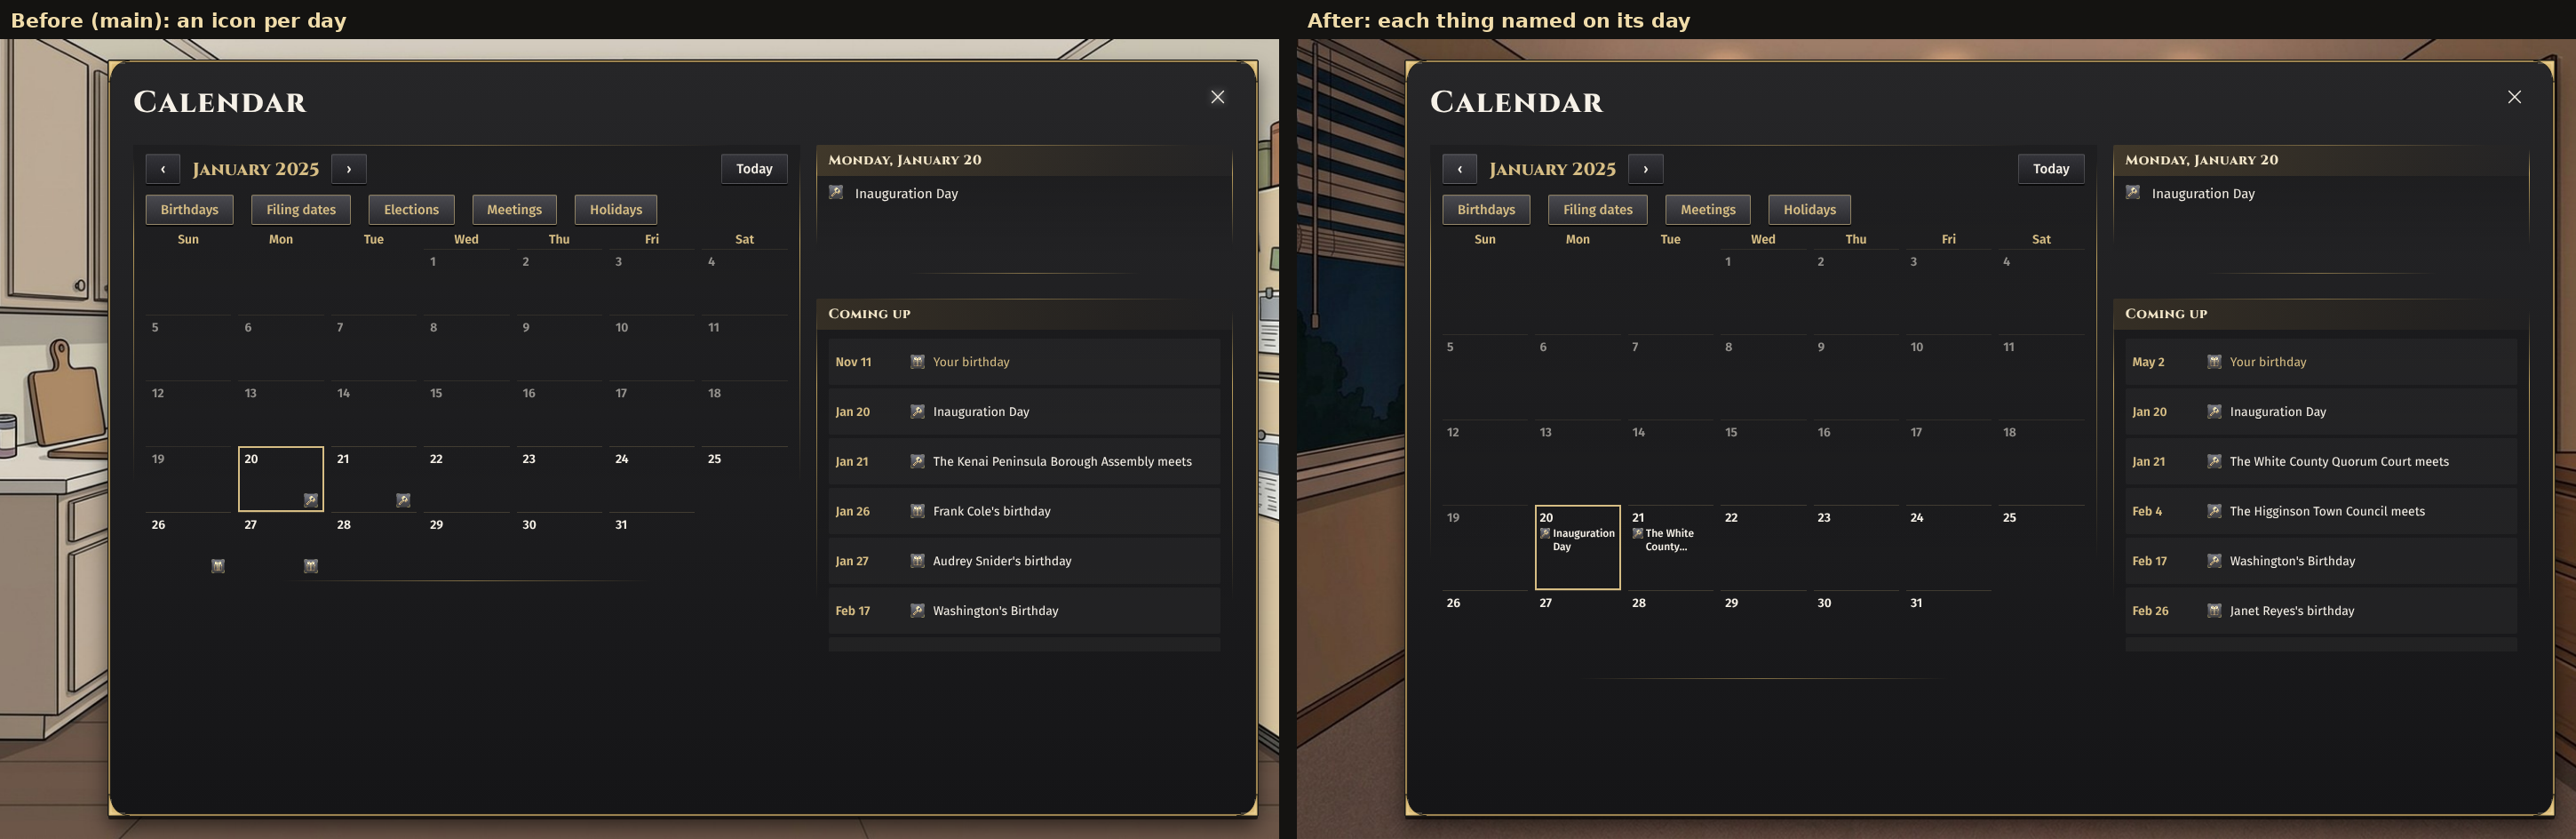 Before (main): an icon per day
CALENDAR
‹ JANUARY 2025 › Today
Birthdays Filing dates Elections Meetings Holidays
Sun Mon Tue Wed Thu Fri Sat
1 2 3 4
5 6 7 8 9 10 11
12 13 14 15 16 17 18
19 20 21 22 23 24 25
26 27 28 29 30 31
MONDAY, JANUARY 20
Inauguration Day
COMING UP
Nov 11 Your birthday
Jan 20 Inauguration Day
Jan 21 The Kenai Peninsula Borough Assembly meets
Jan 26 Frank Cole's birthday
Jan 27 Audrey Snider's birthday
Feb 17 Washington's Birthday
After: each thing named on its day
CALENDAR
‹ JANUARY 2025 › Today
Birthdays Filing dates Meetings Holidays
Sun Mon Tue Wed Thu Fri Sat
1 2 3 4
5 6 7 8 9 10 11
12 13 14 15 16 17 18
19 20 21 22 23 24 25
Inauguration Day
The White County...
26 27 28 29 30 31
MONDAY, JANUARY 20
Inauguration Day
COMING UP
May 2 Your birthday
Jan 20 Inauguration Day
Jan 21 The White County Quorum Court meets
Feb 4 The Higginson Town Council meets
Feb 17 Washington's Birthday
Feb 26 Janet Reyes's birthday